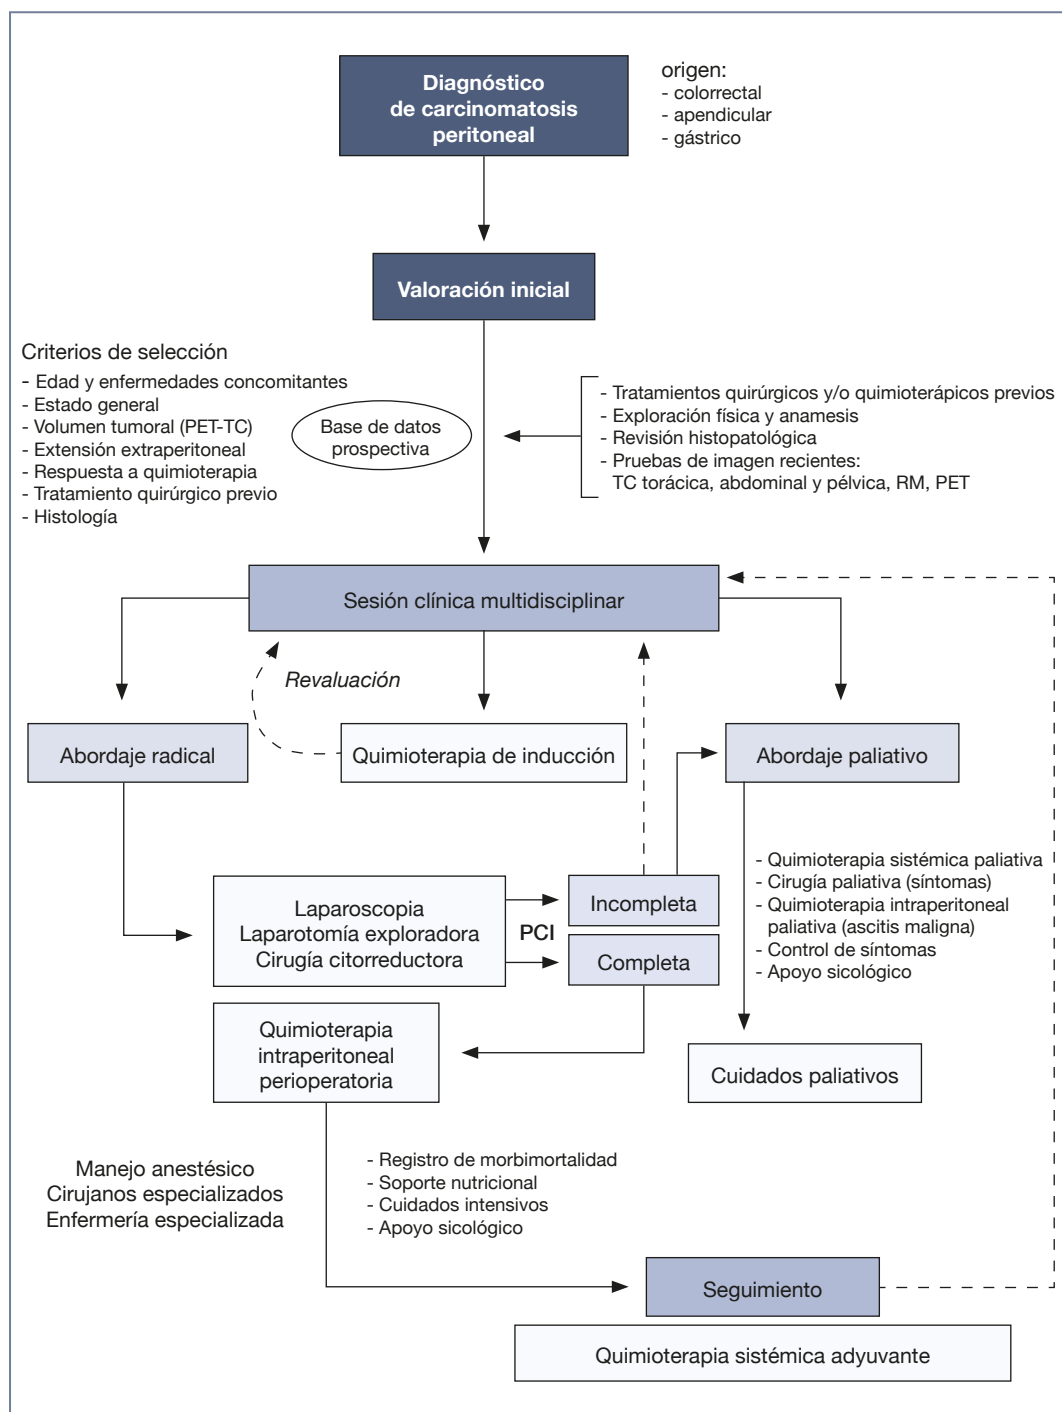 Diagnóstico
de carcinomatosis
peritoneal
origen:
- colorrectal
- apendicular
- gástrico
Valoración inicial
Criterios de selección
- Edad y enfermedades concomitantes
- Estado general
- Volumen tumoral (PET-TC)
- Extensión extraperitoneal
- Respuesta a quimioterapia
- Tratamiento quirúrgico previo
- Histología
Base de datos
prospectiva
- Tratamientos quirúrgicos y/o quimioterápicos previos
- Exploración física y anamesis
- Revisión histopatológica
- Pruebas de imagen recientes:
TC torácica, abdominal y pélvica, RM, PET
Sesión clínica multidisciplinar
Revaluación
Abordaje radical
Quimioterapia de inducción
Abordaje paliativo
- Quimioterapia sistémica paliativa
- Cirugía paliativa (síntomas)
- Quimioterapia intraperitoneal
paliativa (ascitis maligna)
- Control de síntomas
- Apoyo sicológico
Laparoscopia
Laparotomía exploradora
Cirugía citorreductora
PCI
Incompleta
Completa
Quimioterapia
intraperitoneal
perioperatoria
Cuidados paliativos
Manejo anestésico
Cirujanos especializados
Enfermería especializada
- Registro de morbimortalidad
- Soporte nutricional
- Cuidados intensivos
- Apoyo sicológico
Seguimiento
Quimioterapia sistémica adyuvante